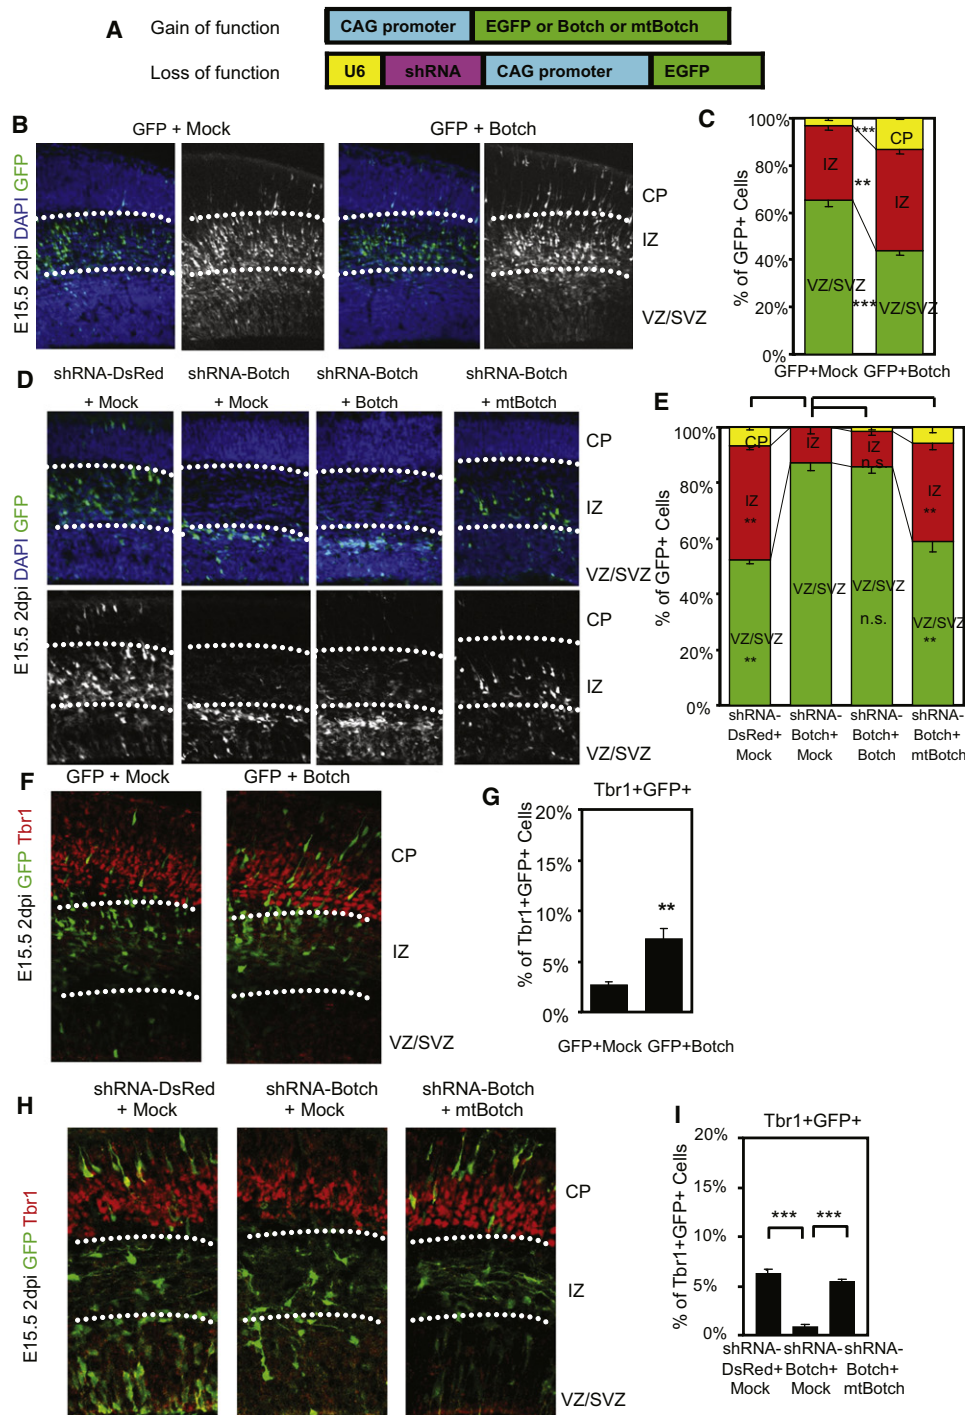 A
Gain of function
CAG promoter
EGFP or Botch or mtBotch
Loss of function
U6
shRNA
CAG promoter
EGFP
B
GFP + Mock
GFP + Botch
E15.5 2dpi DAPI GFP
CP
IZ
VZ/SVZ
C
% of GFP+ Cells
100%
80%
60%
40%
20%
0%
***
**
***
CP
IZ
IZ
VZ/SVZ
VZ/SVZ
GFP+Mock
GFP+Botch
D
shRNA-DsRed
+ Mock
shRNA-Botch
+ Mock
shRNA-Botch
+ Botch
shRNA-Botch
+ mtBotch
E15.5 2dpi DAPI GFP
CP
IZ
VZ/SVZ
CP
IZ
VZ/SVZ
E
% of GFP+ Cells
100%
80%
60%
40%
20%
0%
CP
IZ
**
VZ/SVZ
**
IZ
VZ/SVZ
IZ
n.s.
VZ/SVZ
n.s.
IZ
**
VZ/SVZ
**
shRNA-
DsRed+
Mock
shRNA-
Botch+
Mock
shRNA-
Botch+
Botch
shRNA-
Botch+
mtBotch
F
GFP + Mock
GFP + Botch
E15.5 2dpi GFP Tbr1
CP
IZ
VZ/SVZ
G
Tbr1+GFP+
% of Tbr1+GFP+ Cells
20%
15%
10%
5%
0%
**
GFP+Mock
GFP+Botch
H
shRNA-DsRed
+ Mock
shRNA-Botch
+ Mock
shRNA-Botch
+ mtBotch
E15.5 2dpi GFP Tbr1
CP
IZ
VZ/SVZ
I
Tbr1+GFP+
% of Tbr1+GFP+ Cells
20%
15%
10%
5%
0%
***
***
shRNA-
DsRed+
Mock
shRNA-
Botch+
Mock
shRNA-
Botch+
mtBotch